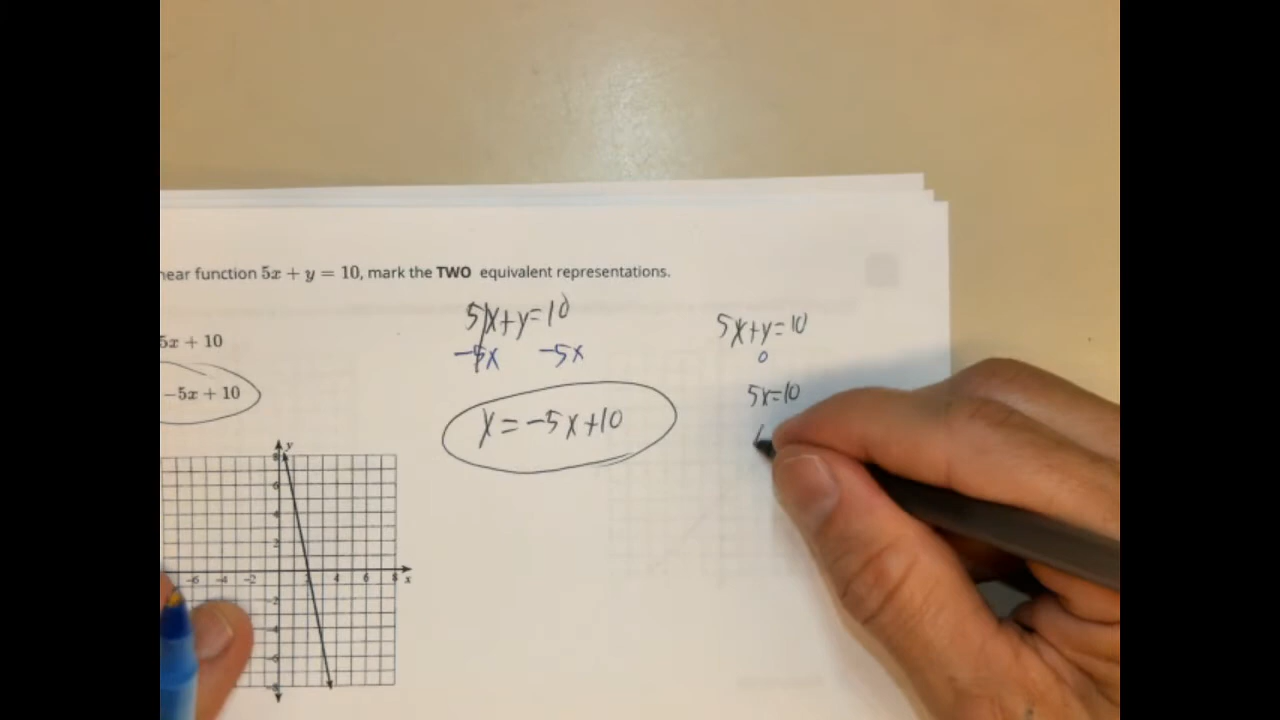 near function 5x + y = 10, mark the TWO equivalent representations.
5x + 10
-5x + 10
5x+y=10
-5x -5x
y=-5x+10
5x+y=10
0
5x=10
y
8
6
4
2
-6 -4 -2 2 4 6 8 x
-2
-4
-6
-8